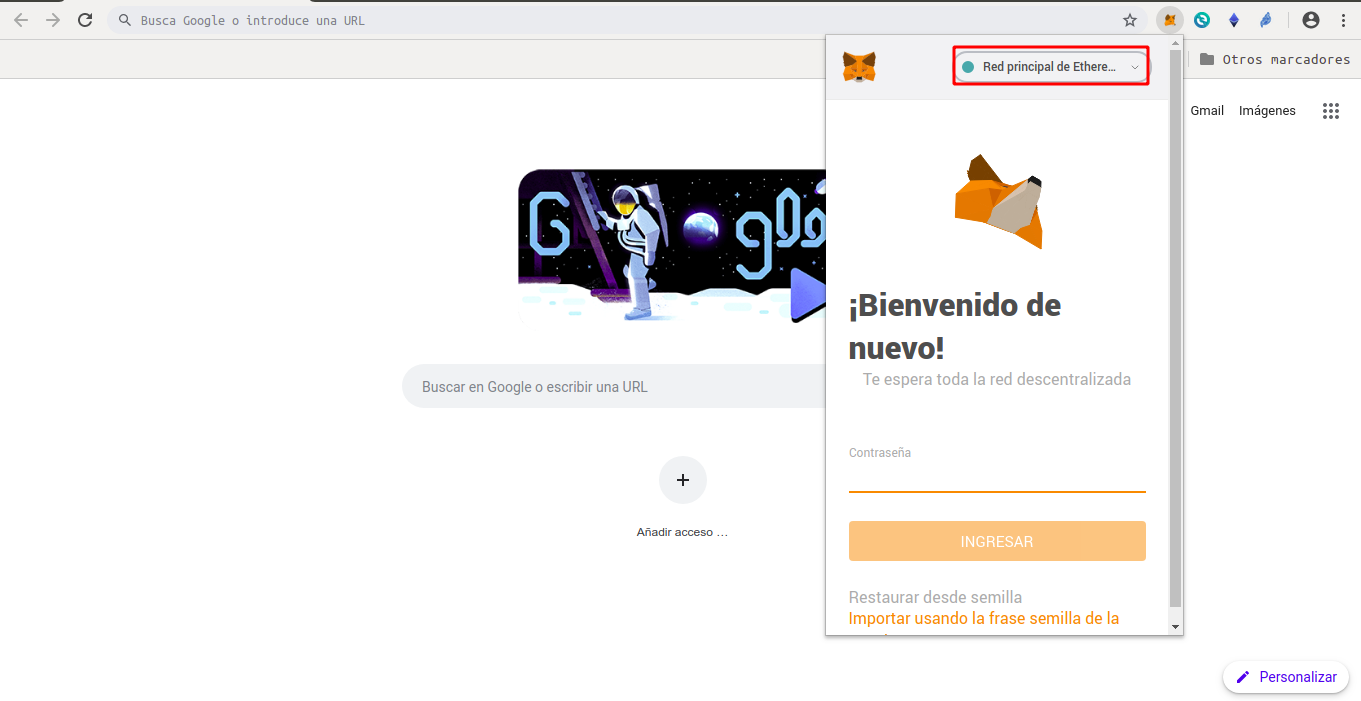 Busca Google o introduce una URL
Otros marcadores
Red principal de Ethere...
Gmail
Imágenes
Goog
¡Bienvenido de
nuevo!
Te espera toda la red descentralizada
Buscar en Google o escribir una URL
Contraseña
Añadir acceso …
INGRESAR
Restaurar desde semilla
Importar usando la frase semilla de la
Personalizar